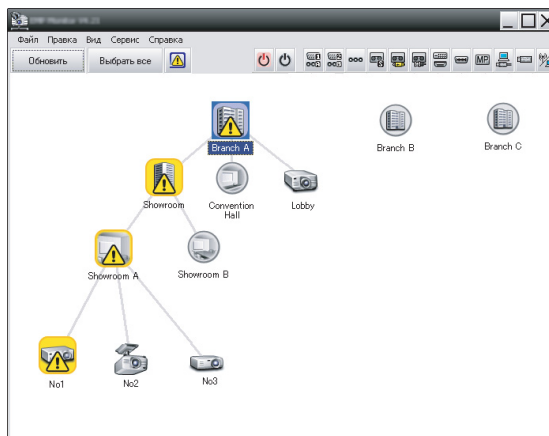 Файл Правка Вид Сервис Справка
Обновить Выбрать все
MP
Branch A Branch B Branch C
Showroom Convention Hall Lobby
Showroom A Showroom B
No1 No2 No3